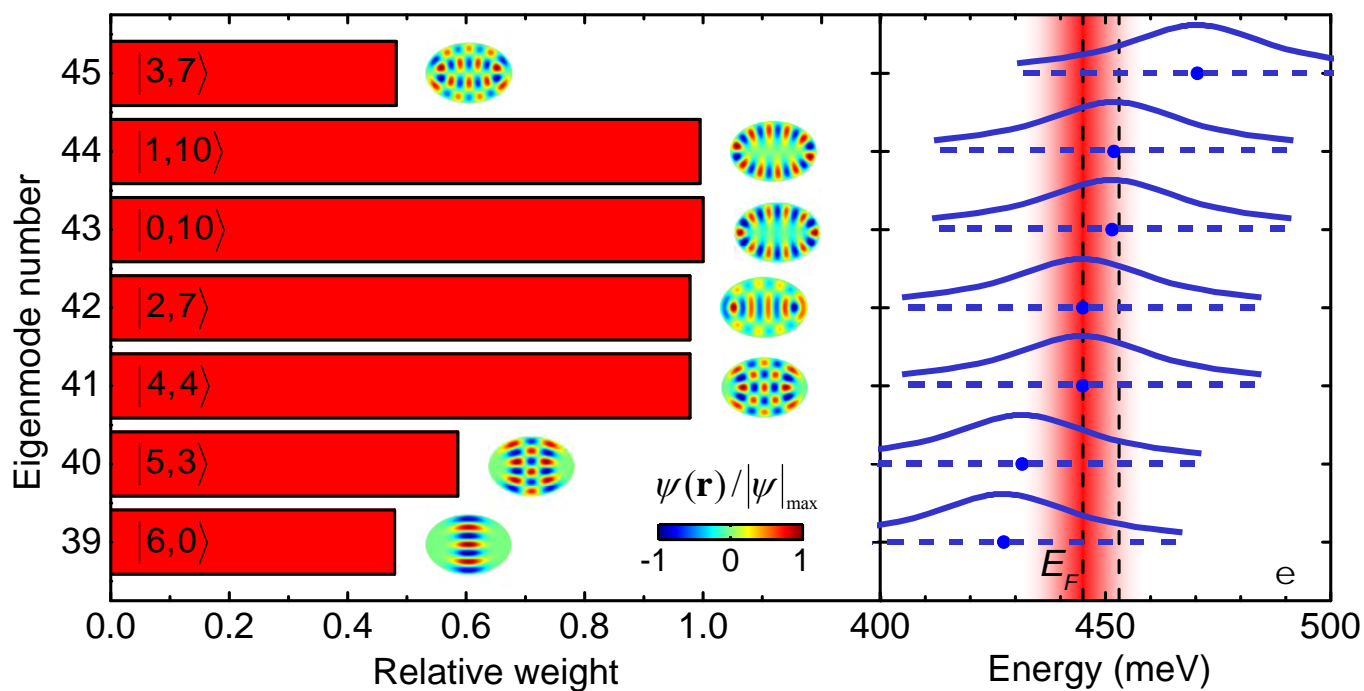 Eigenmode number
45
|3,7⟩
44
|1,10⟩
43
|0,10⟩
42
|2,7⟩
41
|4,4⟩
40
|5,3⟩
39
|6,0⟩
ψ(r)/|ψ|max
-1 0 1
E_F
e
0.0 0.2 0.4 0.6 0.8 1.0 400 450 500
Relative weight
Energy (meV)